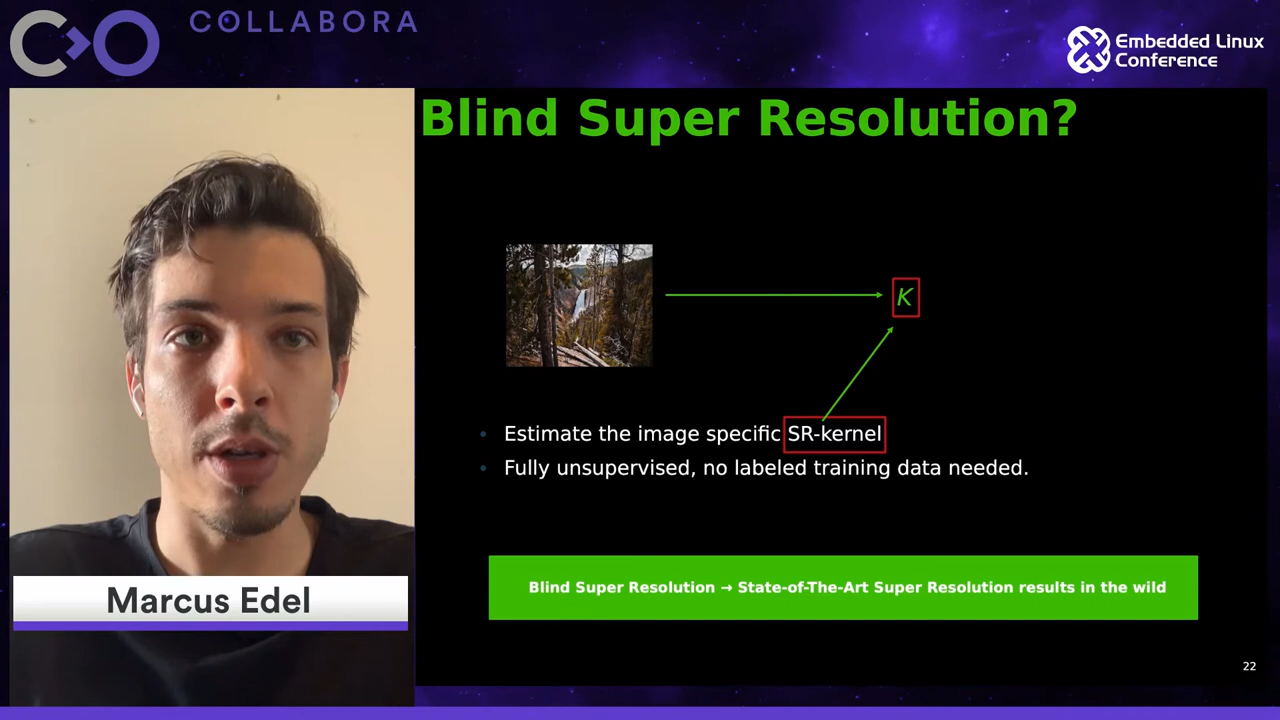 COLLABORA
Embedded Linux
Conference
Blind Super Resolution?
K
Estimate the image specific SR-kernel
Fully unsupervised, no labeled training data needed.
Blind Super Resolution → State-of-The-Art Super Resolution results in the wild
Marcus Edel
22